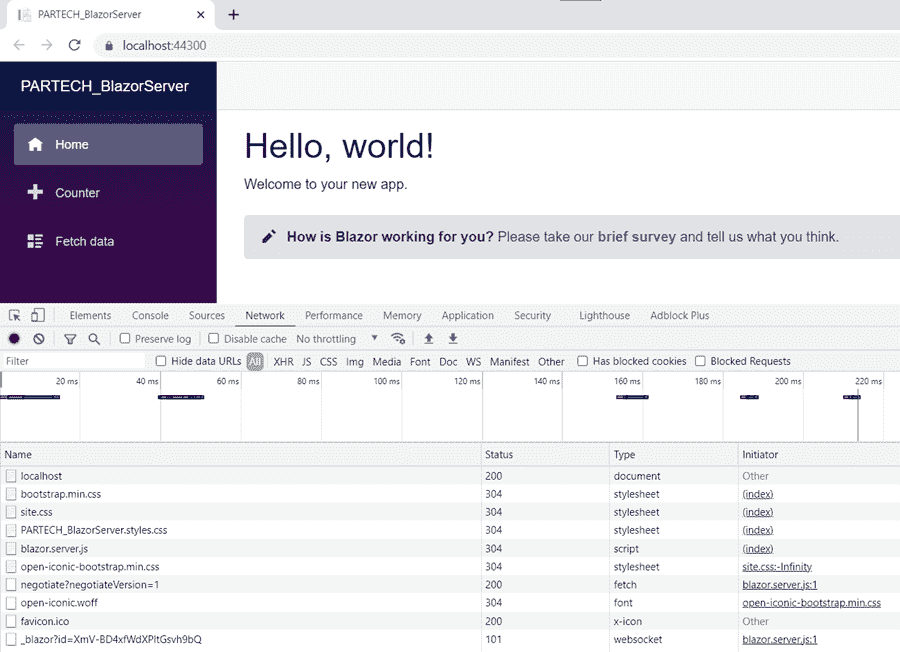 PARTECH_BlazorServer
localhost:44300
PARTECH_BlazorServer
Home
Counter
Fetch data
Hello, world!
Welcome to your new app.
How is Blazor working for you? Please take our brief survey and tell us what you think.
Elements Console Sources Network Performance Memory Application Security Lighthouse Adblock Plus
Preserve log Disable cache No throttling
Filter Hide data URLs All XHR JS CSS Img Media Font Doc WS Manifest Other Has blocked cookies Blocked Requests
20 ms 40 ms 60 ms 80 ms 100 ms 120 ms 140 ms 160 ms 180 ms 200 ms 220 ms
Name Status Type Initiator
localhost 200 document Other
bootstrap.min.css 304 stylesheet (index)
site.css 304 stylesheet (index)
PARTECH_BlazorServer.styles.css 304 stylesheet (index)
blazor.server.js 304 script (index)
open-iconic-bootstrap.min.css 304 stylesheet site.css:-Infinity
negotiate?negotiateVersion=1 200 fetch blazor.server.js:1
open-iconic.woff 304 font open-iconic-bootstrap.min.css
favicon.ico 200 x-icon Other
_blazor?id=XmV-BD4xfWdXPltGsvh9bQ 101 websocket blazor.server.js:1